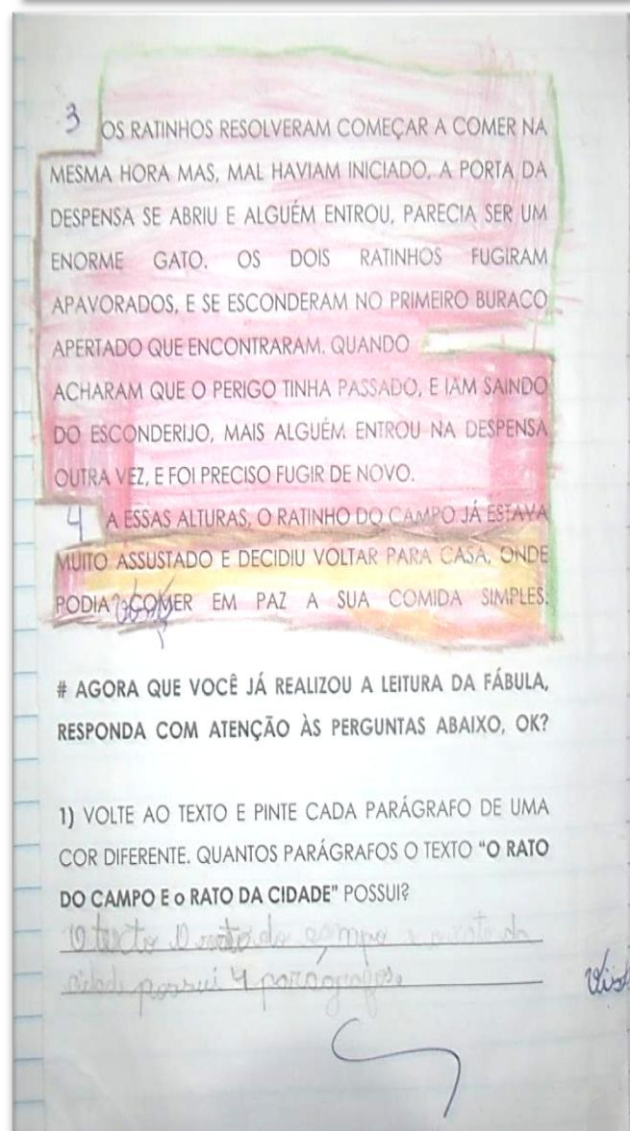 3 OS RATINHOS RESOLVERAM COMEÇAR A COMER NA
MESMA HORA MAS, MAL HAVIAM INICIADO, A PORTA DA
DESPENSA SE ABRIU E ALGUÉM ENTROU, PARECIA SER UM
ENORME GATO. OS DOIS RATINHOS FUGIRAM
APAVORADOS, E SE ESCONDERAM NO PRIMEIRO BURACO
APERTADO QUE ENCONTRARAM. QUANDO
ACHARAM QUE O PERIGO TINHA PASSADO, E IAM SAINDO
DO ESCONDERIJO, MAIS ALGUÉM ENTROU NA DESPENSA
OUTRA VEZ, E FOI PRECISO FUGIR DE NOVO.
4 A ESSAS ALTURAS, O RATINHO DO CAMPO JÁ ESTAVA
MUITO ASSUSTADO E DECIDIU VOLTAR PARA CASA, ONDE
PODIA COMER EM PAZ A SUA COMIDA SIMPLES.
# AGORA QUE VOCÊ JÁ REALIZOU A LEITURA DA FÁBULA,
RESPONDA COM ATENÇÃO ÀS PERGUNTAS ABAIXO, OK?
1) VOLTE AO TEXTO E PINTE CADA PARÁGRAFO DE UMA
COR DIFERENTE. QUANTOS PARÁGRAFOS O TEXTO "O RATO
DO CAMPO E o RATO DA CIDADE" POSSUI?
O texto O rato do campo e o rato da
cidade possui 4 parágrafos.